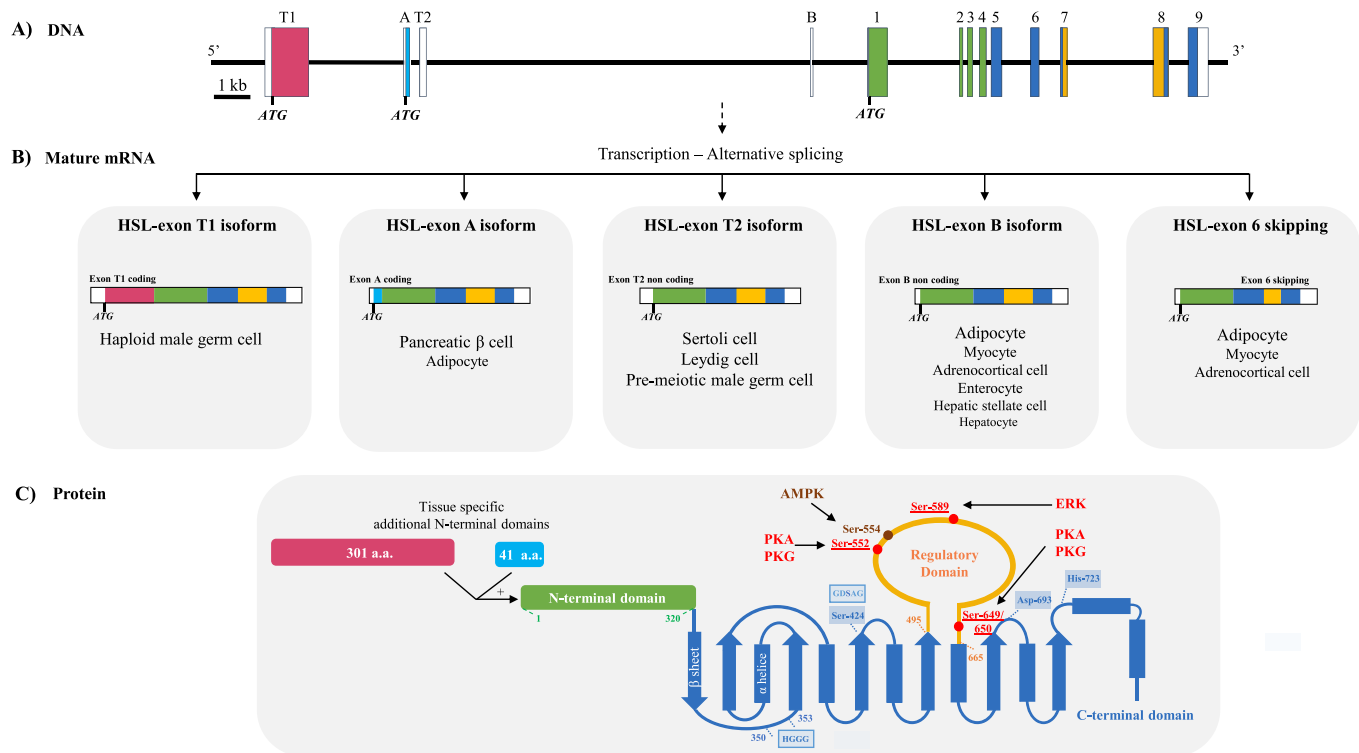 A) DNA
T1 A T2 B 1 2 3 4 5 6 7 8 9
5’ 3’
1 kb
ATG ATG ATG
B) Mature mRNA
Transcription – Alternative splicing
HSL-exon T1 isoform
Exon T1 coding
ATG
Haploid male germ cell
HSL-exon A isoform
Exon A coding
ATG
Pancreatic β cell
Adipocyte
HSL-exon T2 isoform
Exon T2 non coding
ATG
Sertoli cell
Leydig cell
Pre-meiotic male germ cell
HSL-exon B isoform
Exon B non coding
ATG
Adipocyte
Myocyte
Adrenocortical cell
Enterocyte
Hepatic stellate cell
Hepatocyte
HSL-exon 6 skipping
Exon 6 skipping
ATG
Adipocyte
Myocyte
Adrenocortical cell
C) Protein
Tissue specific
additional N-terminal domains
301 a.a.
41 a.a.
+
N-terminal domain
1 320
β sheet
α helice
350
353
HGGG
GDSAG
Ser-424
495
665
AMPK
Ser-554
PKA
PKG
Ser-552
Ser-589
ERK
Regulatory
Domain
PKA
PKG
Ser-649/
650
Asp-693
His-723
C-terminal domain